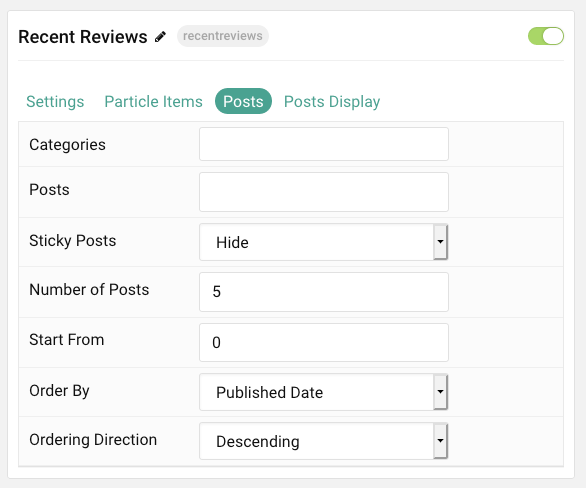 Recent Reviews recentreviews
Settings Particle Items Posts Posts Display
Categories
Posts
Sticky Posts Hide
Number of Posts 5
Start From 0
Order By Published Date
Ordering Direction Descending